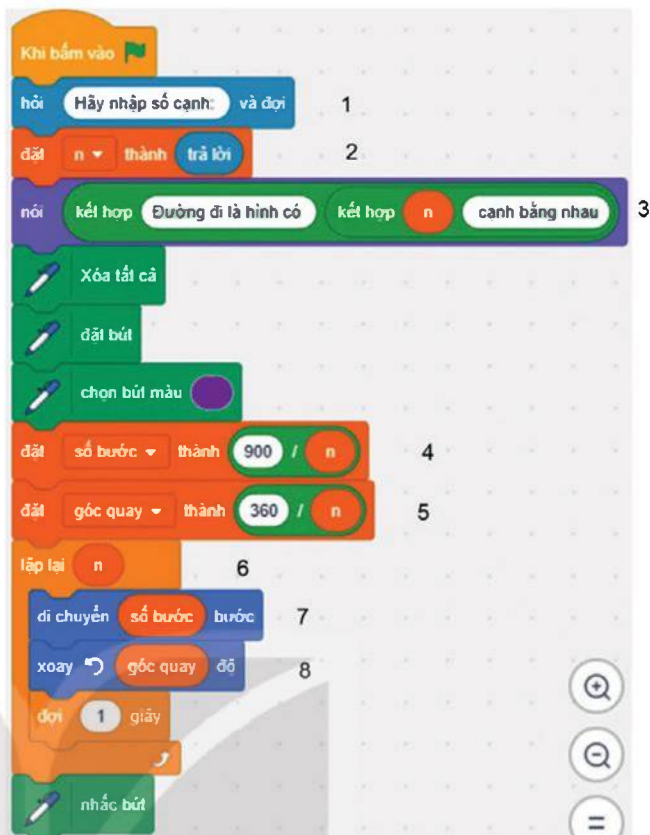 Khi bấm vào
hỏi Hãy nhập số cạnh: và đợi 1
đặt n thành trả lời 2
nói kết hợp Đường đi là hình có kết hợp n cạnh bằng nhau 3
Xóa tất cả
đặt bút
chọn bút màu
đặt số bước thành 900 / n 4
đặt góc quay thành 360 / n 5
lặp lại n 6
di chuyển số bước bước 7
xoay góc quay độ 8
đợi 1 giây
nhấc bút